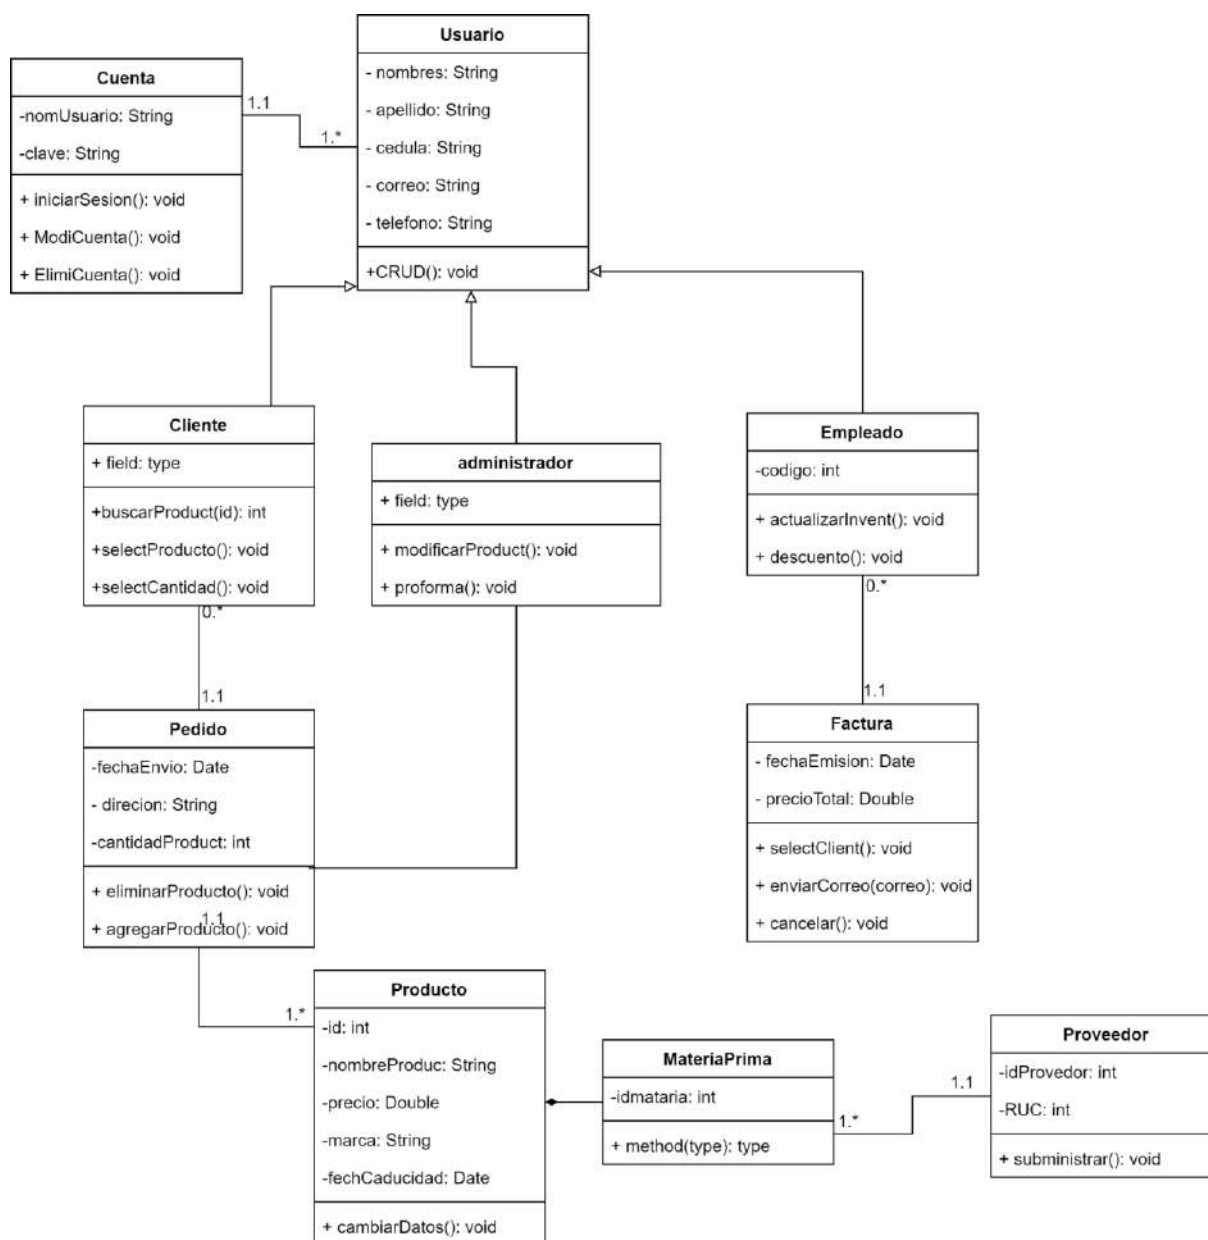 Usuario
- nombres: String
- apellido: String
- cedula: String
- correo: String
- telefono: String
+CRUD(): void
Cuenta
-nomUsuario: String
-clave: String
+ iniciarSesion(): void
+ ModiCuenta(): void
+ ElimiCuenta(): void
1.1
1.*
Cliente
+ field: type
+buscarProduct(id): int
+selectProducto(): void
+selectCantidad(): void
0.*
1.1
administrador
+ field: type
+ modificarProduct(): void
+ proforma(): void
Empleado
-codigo: int
+ actualizarInvent(): void
+ descuento(): void
0.*
1.1
Pedido
-fechaEnvio: Date
- direcion: String
-cantidadProduct: int
+ eliminarProducto(): void
+ agregarProducto(): void
1.1
1.*
Factura
- fechaEmision: Date
- precioTotal: Double
+ selectClient(): void
+ enviarCorreo(correo): void
+ cancelar(): void
Producto
-id: int
-nombreProduc: String
-precio: Double
-marca: String
-fechCaducidad: Date
+ cambiarDatos(): void
MateriaPrima
-idmataria: int
+ method(type): type
1.*
1.1
Proveedor
-idProvedor: int
-RUC: int
+ subministrar(): void